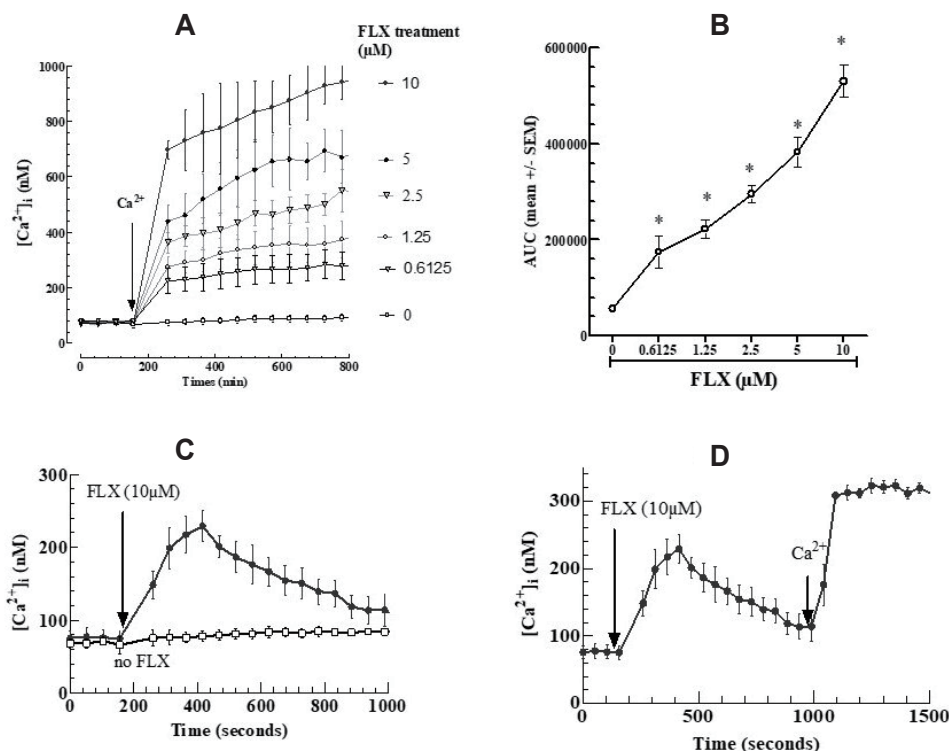 A
FLX treatment
(µM)
1000
800
600
400
200
0
[Ca²⁺]ᵢ (nM)
Ca²⁺
10
5
2.5
1.25
0.6125
0
0 200 400 600 800
Times (min)
B
600000
400000
200000
0
AUC (mean +/- SEM)
* * * * *
0 0.6125 1.25 2.5 5 10
FLX (µM)
C
300
200
100
0
[Ca²⁺]ᵢ (nM)
FLX (10µM)
no FLX
0 200 400 600 800 1000
Time (seconds)
D
300
200
100
0
[Ca²⁺]ᵢ (nM)
FLX (10µM)
Ca²⁺
0 500 1000 1500
Time (seconds)